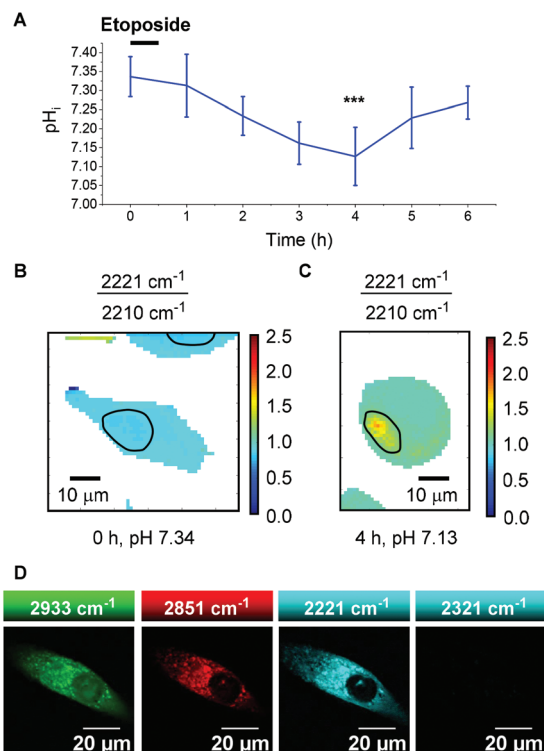 A
Etoposide
7.40
7.35
7.30
7.25
7.20
7.15
7.10
7.05
7.00
pHi
***
0 1 2 3 4 5 6
Time (h)
B
2221 cm-1
2210 cm-1
2.5
2.0
1.5
1.0
0.5
0.0
10 μm
0 h, pH 7.34
C
2221 cm-1
2210 cm-1
2.5
2.0
1.5
1.0
0.5
0.0
10 μm
4 h, pH 7.13
D
2933 cm-1 2851 cm-1 2221 cm-1 2321 cm-1
20 μm 20 μm 20 μm 20 μm